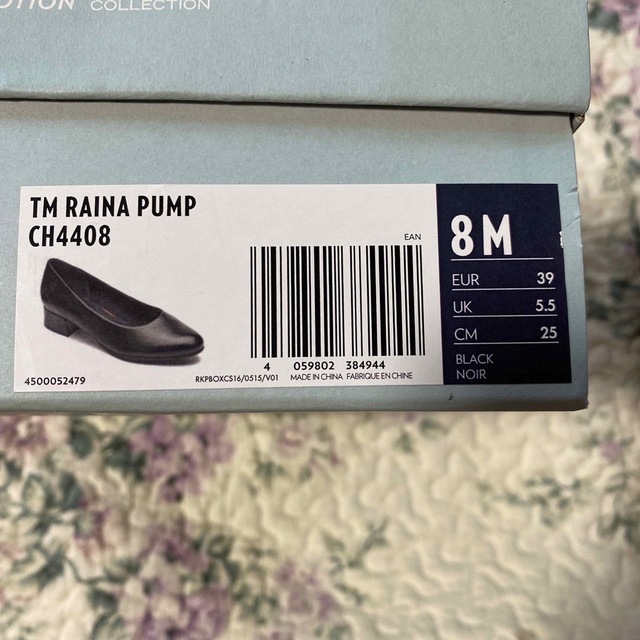 OTION COLLECTION
TM RAINA PUMP
CH4408
EAN
4 059802 384944
4500052479
RKPBOXCS16/0515/V01 MADE IN CHINA FABRIQUE EN CHINE
8 M
EUR 39
UK 5.5
CM 25
BLACK
NOIR